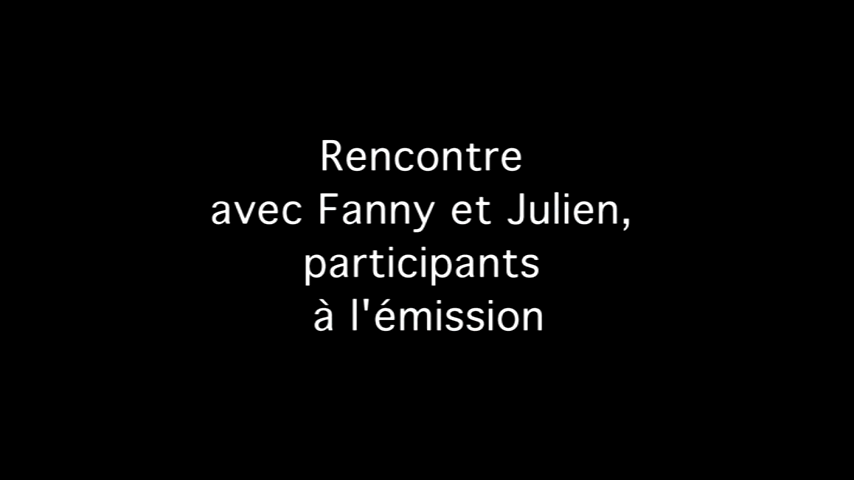 Rencontre
avec Fanny et Julien,
participants
à l'émission